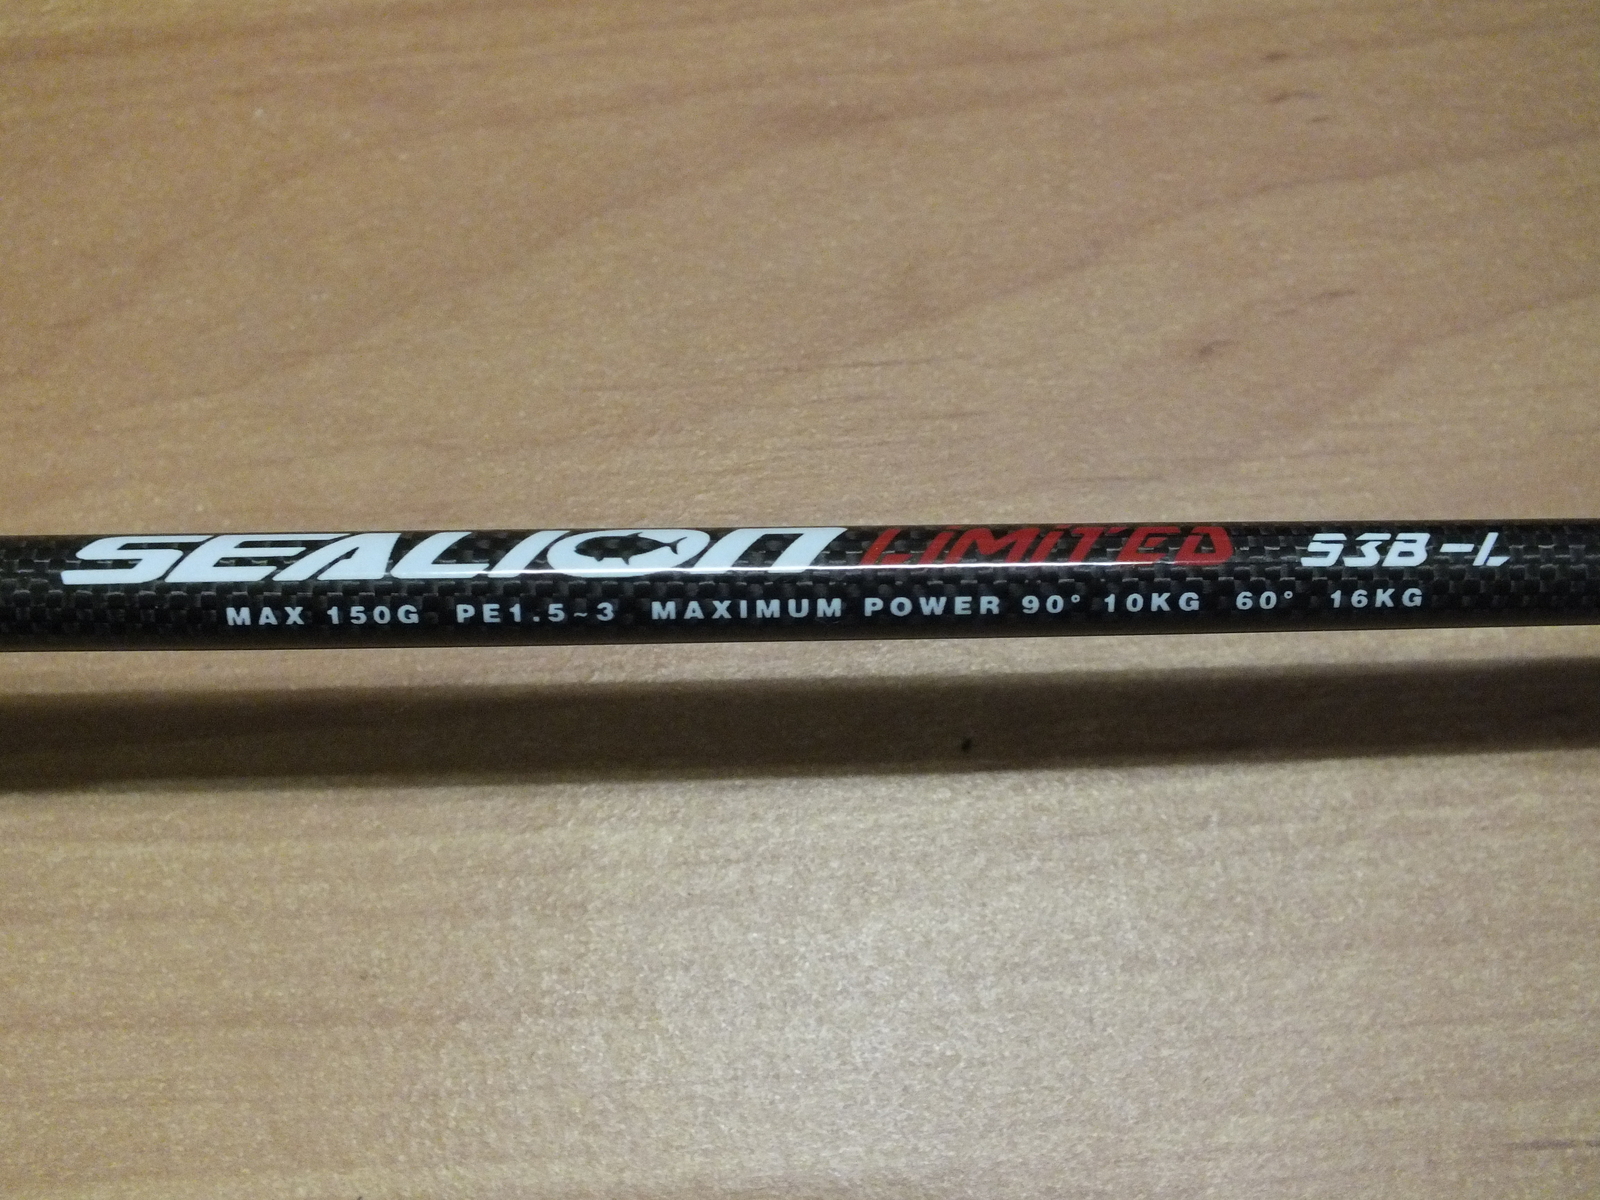 SEALION LIMITED 53B-L
MAX 150G PE1.5~3 MAXIMUM POWER 90° 10KG 60° 16KG